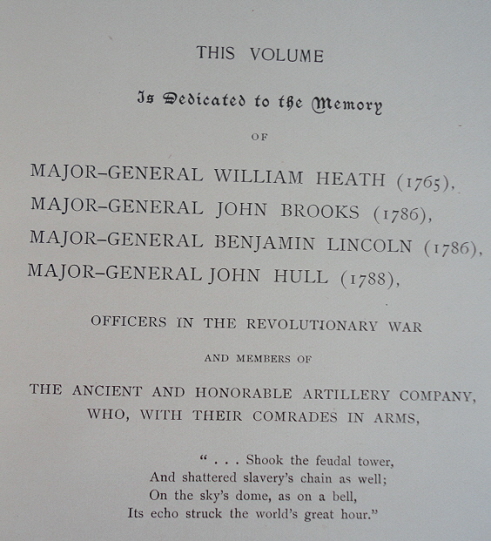 THIS VOLUME
Is Dedicated to the Memory
OF
MAJOR-GENERAL WILLIAM HEATH (1765),
MAJOR-GENERAL JOHN BROOKS (1786),
MAJOR-GENERAL BENJAMIN LINCOLN (1786),
MAJOR-GENERAL JOHN HULL (1788),
OFFICERS IN THE REVOLUTIONARY WAR
AND MEMBERS OF
THE ANCIENT AND HONORABLE ARTILLERY COMPANY,
WHO, WITH THEIR COMRADES IN ARMS,
" . . . Shook the feudal tower,
And shattered slavery's chain as well;
On the sky's dome, as on a bell,
Its echo struck the world's great hour."